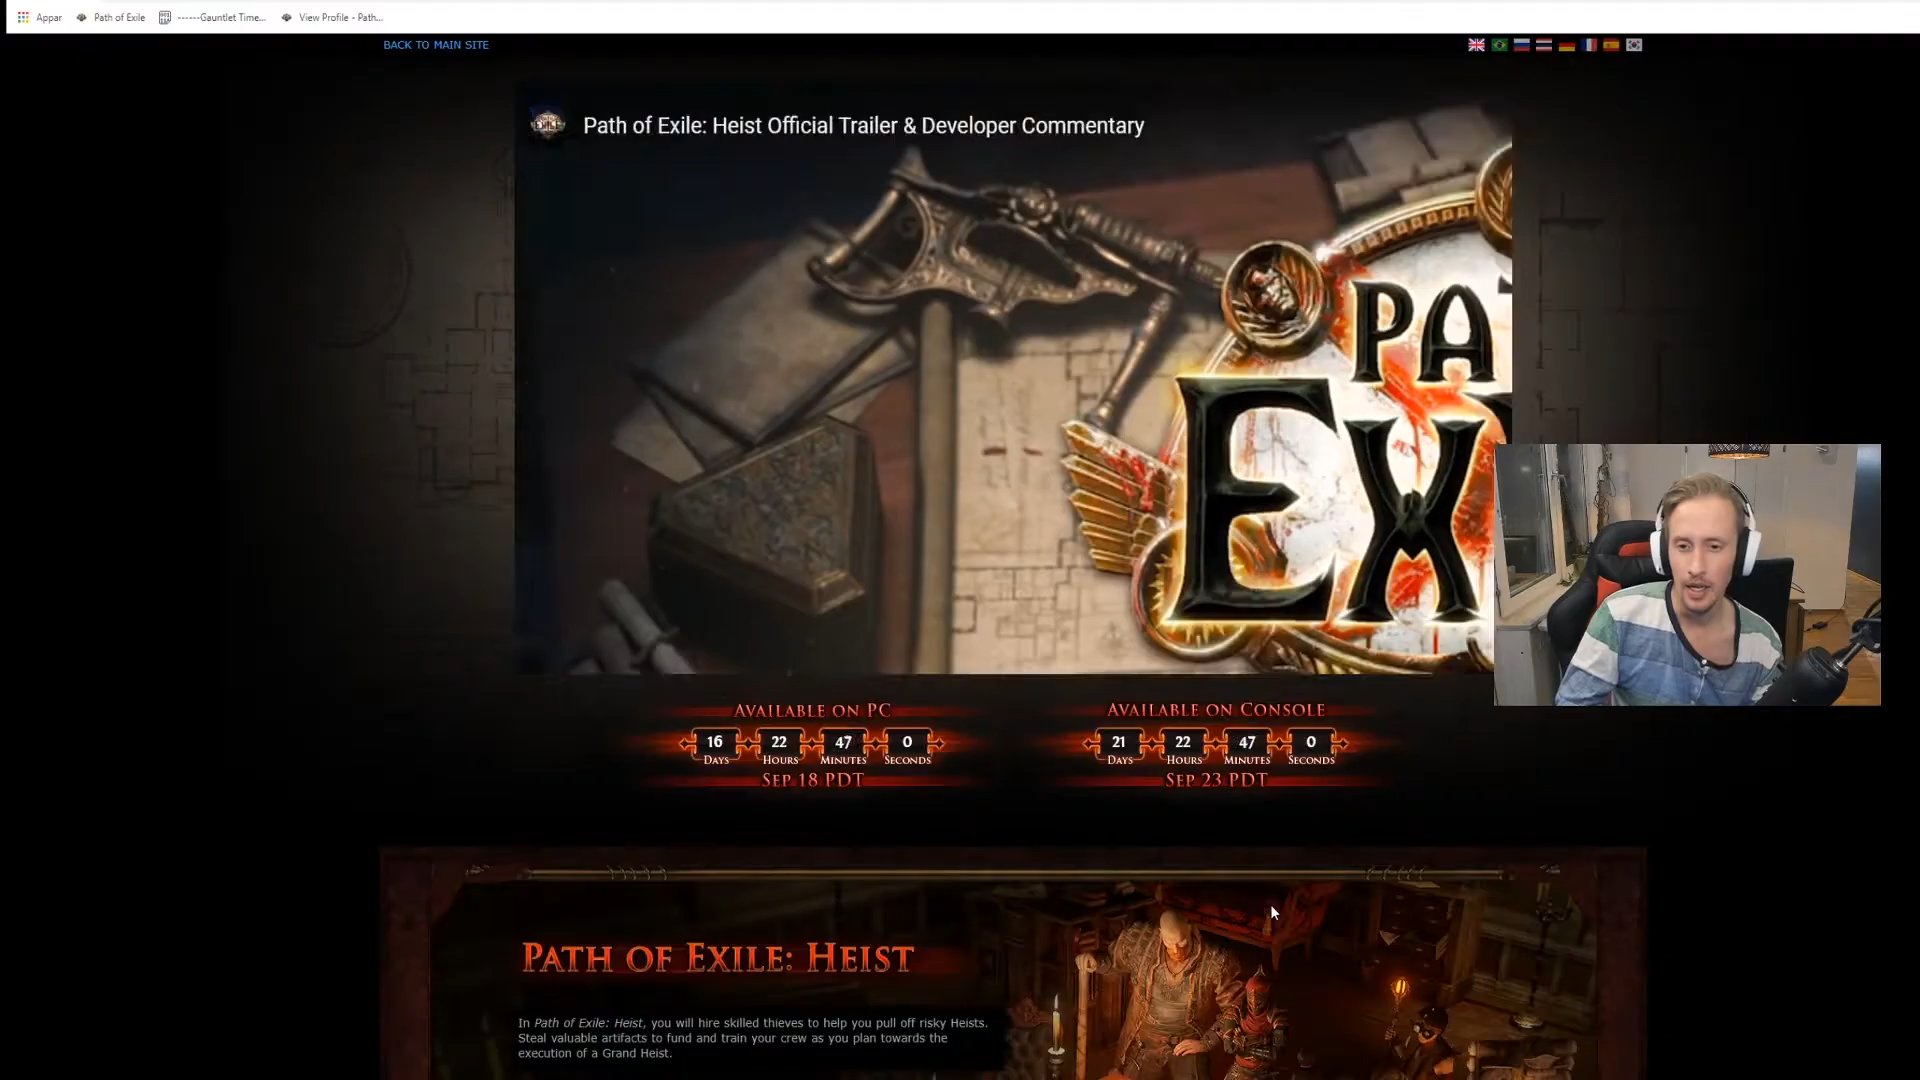 Appar Path of Exile ------Gauntlet Time... View Profile - Path...
BACK TO MAIN SITE
Path of Exile: Heist Official Trailer & Developer Commentary
PA
EX
AVAILABLE ON PC
16 22 47 0
DAYS HOURS MINUTES SECONDS
SEP 18 PDT
AVAILABLE ON CONSOLE
21 22 47 0
DAYS HOURS MINUTES SECONDS
SEP 23 PDT
PATH OF EXILE: HEIST
In Path of Exile: Heist, you will hire skilled thieves to help you pull off risky Heists.
Steal valuable artifacts to fund and train your crew as you plan towards the
execution of a Grand Heist.